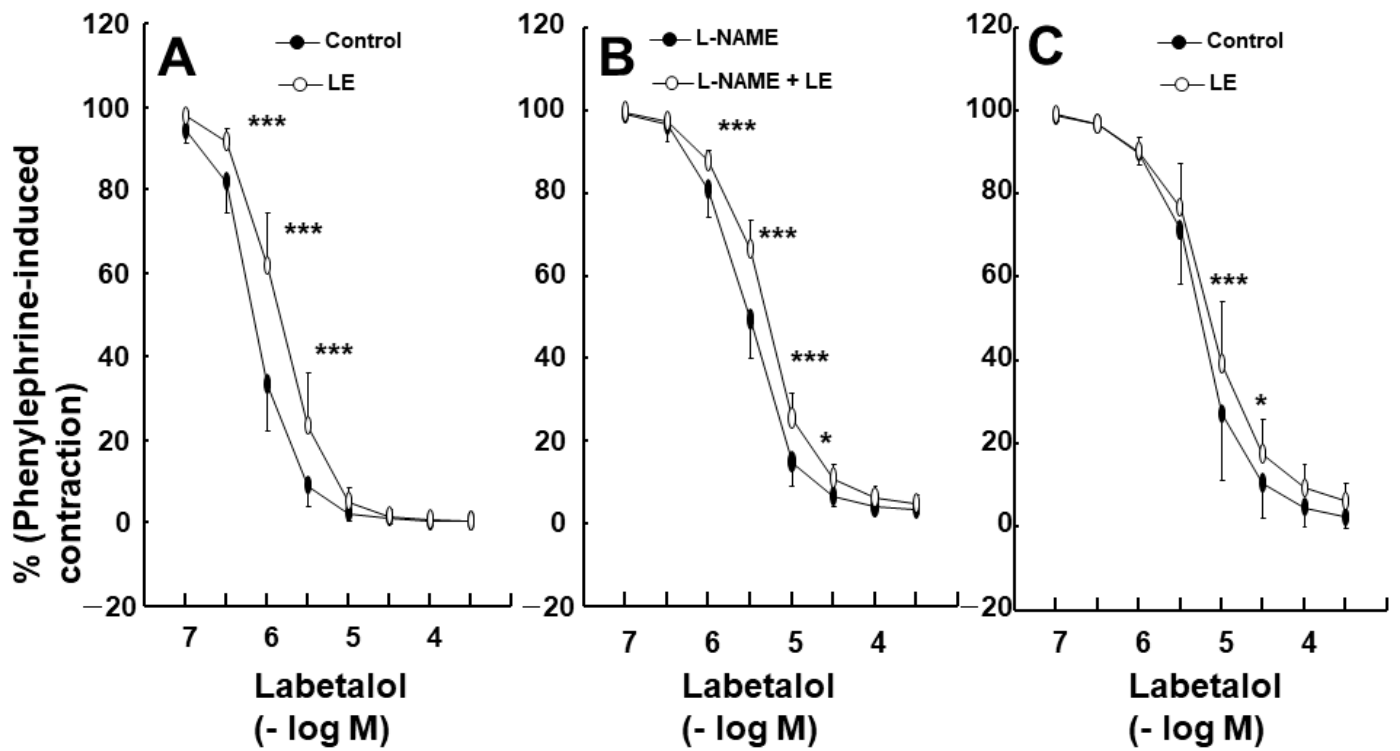 % (Phenylephrine-induced
contraction)
A
Control
LE
120
100
80
60
40
20
0
−20
***
***
***
7 6 5 4
Labetalol
(- log M)
B
L-NAME
L-NAME + LE
120
100
80
60
40
20
0
−20
***
***
***
*
7 6 5 4
Labetalol
(- log M)
C
Control
LE
120
100
80
60
40
20
0
−20
***
*
7 6 5 4
Labetalol
(- log M)